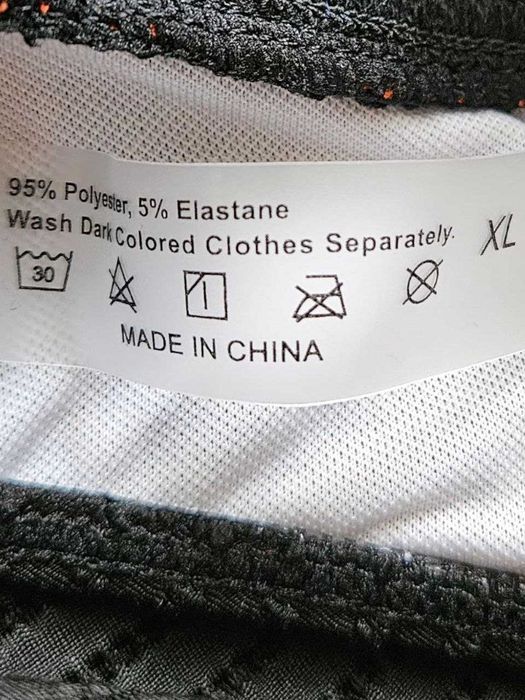 95% Polyester, 5% Elastane
Wash Dark Colored Clothes Separately.
XL
30
MADE IN CHINA